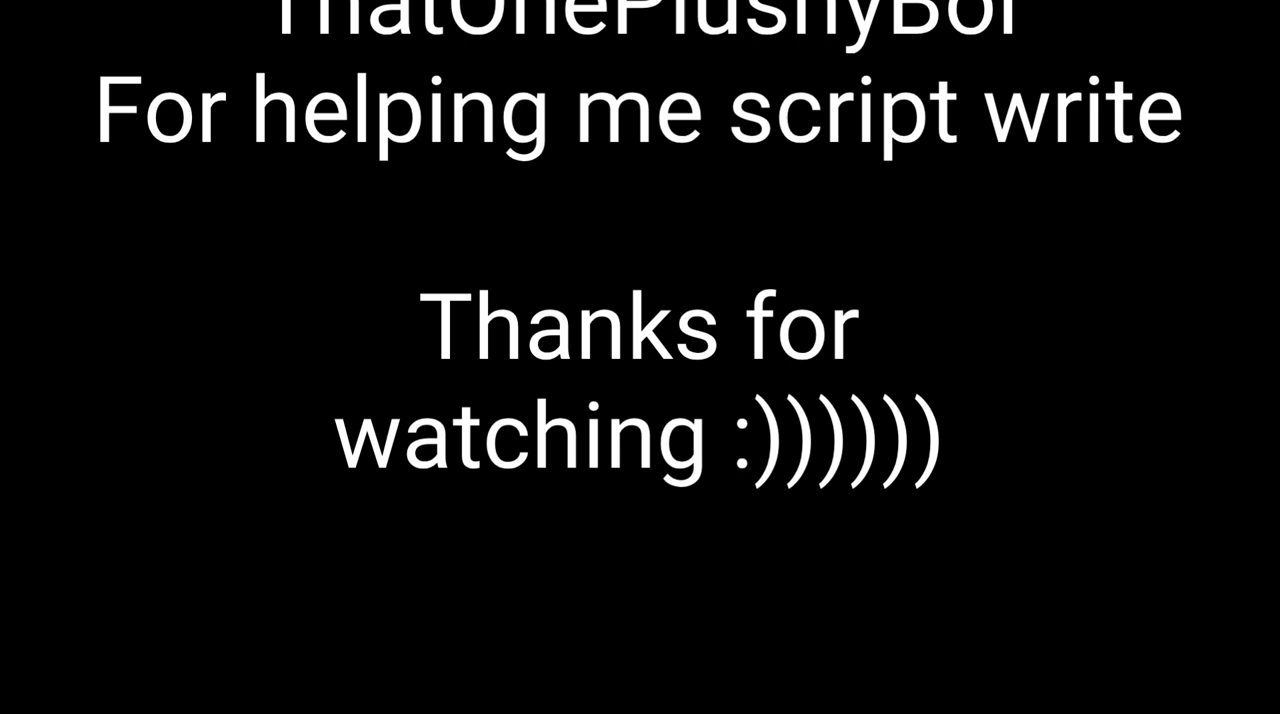 ThatOnePlushyBoi
For helping me script write
Thanks for
watching :))))))